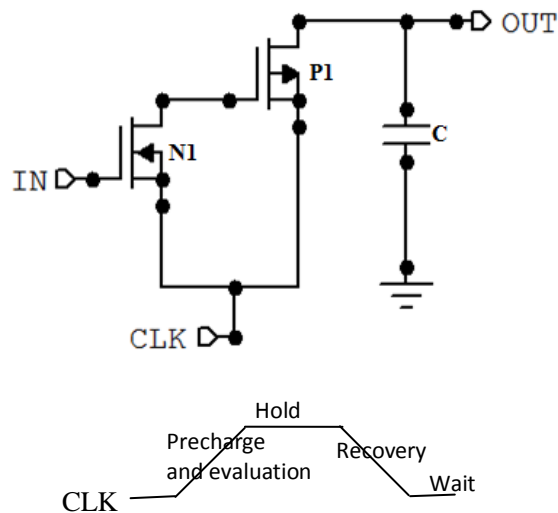 OUT
P1
C
N1
IN
CLK
Hold
Precharge
and evaluation
Recovery
Wait
CLK